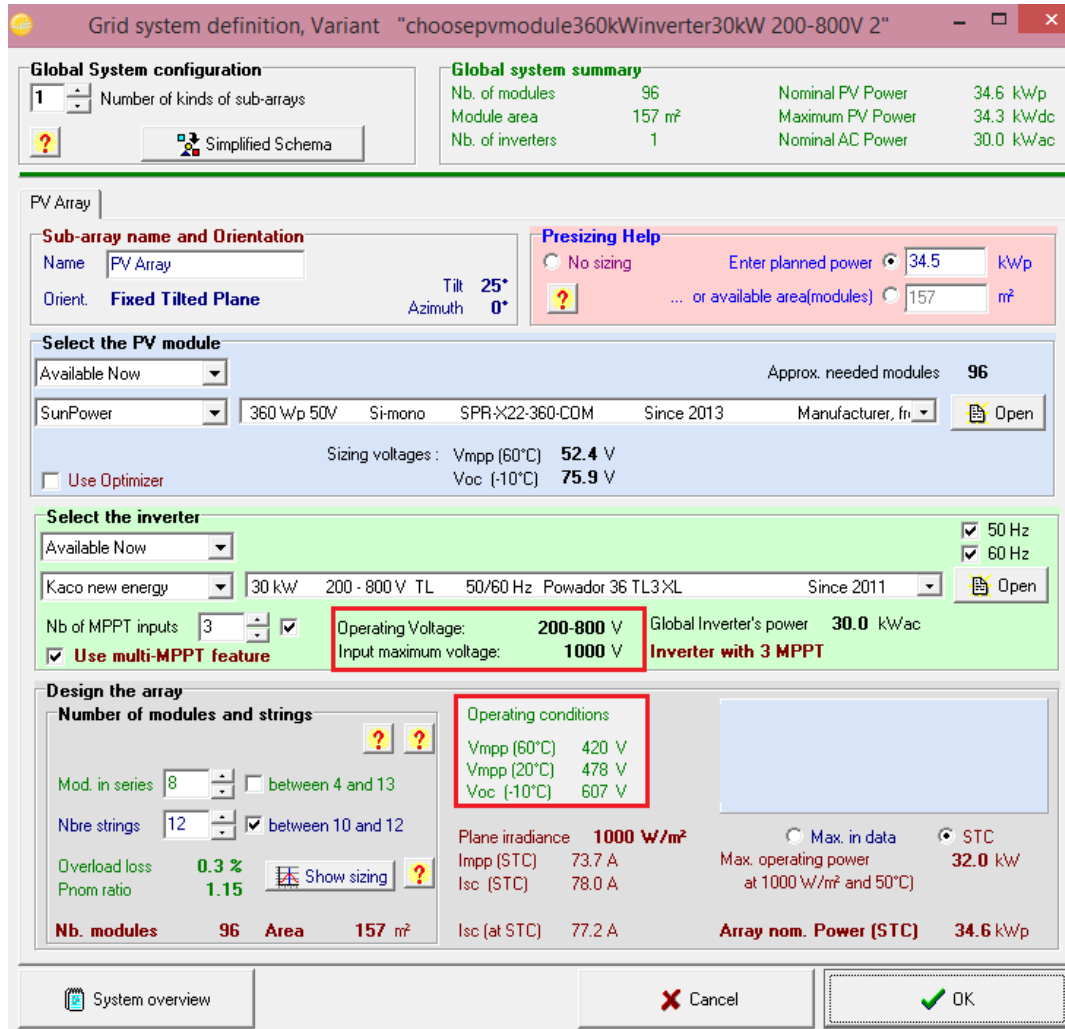 Grid system definition, Variant "choosepvmodule360kWinverter30kW 200-800V 2"
Global System configuration
1 Number of kinds of sub-arrays
? Simplified Schema
Global system summary
Nb. of modules 96 Nominal PV Power 34.6 kWp
Module area 157 m² Maximum PV Power 34.3 kWdc
Nb. of inverters 1 Nominal AC Power 30.0 kWac
PV Array
Sub-array name and Orientation
Name PV Array
Orient. Fixed Tilted Plane
Tilt 25°
Azimuth 0°
Presizing Help
No sizing Enter planned power 34.5 kWp
? ... or available area(modules) 157 m²
Select the PV module
Available Now Approx. needed modules 96
SunPower 360 Wp 50V Si-mono SPR-X22-360-COM Since 2013 Manufacturer, fr Open
Sizing voltages : Vmpp (60°C) 52.4 V
Use Optimizer Voc (-10°C) 75.9 V
Select the inverter
Available Now
50 Hz
60 Hz
Kaco new energy 30 kW 200 - 800 V TL 50/60 Hz Powador 36 TL3 XL Since 2011 Open
Nb of MPPT inputs 3 Operating Voltage: 200-800 V Global Inverter's power 30.0 kWac
Use multi-MPPT feature Input maximum voltage: 1000 V Inverter with 3 MPPT
Design the array
Number of modules and strings
? ?
Mod. in series 8 between 4 and 13
Nbre strings 12 between 10 and 12
Overload loss 0.3 %
Pnom ratio 1.15
Show sizing ?
Nb. modules 96 Area 157 m²
Operating conditions
Vmpp (60°C) 420 V
Vmpp (20°C) 478 V
Voc (-10°C) 607 V
Plane irradiance 1000 W/m²
Impp (STC) 73.7 A
Isc (STC) 78.0 A
Isc (at STC) 77.2 A
Max. in data STC
Max. operating power 32.0 kW
at 1000 W/m² and 50°C)
Array nom. Power (STC) 34.6 kWp
System overview Cancel OK